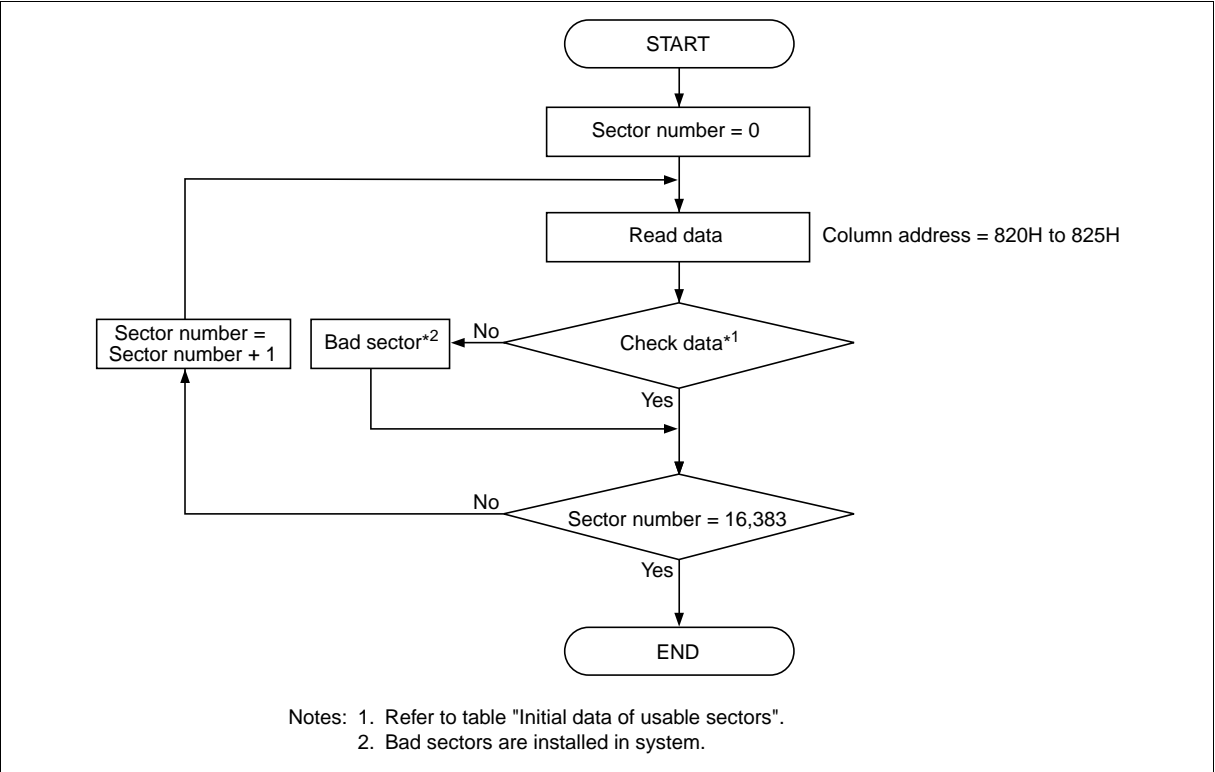 START
Sector number = 0
Read data
Column address = 820H to 825H
Sector number =
Sector number + 1
Bad sector*2
No
Check data*1
Yes
No
Sector number = 16,383
Yes
END
Notes: 1. Refer to table "Initial data of usable sectors".
2. Bad sectors are installed in system.